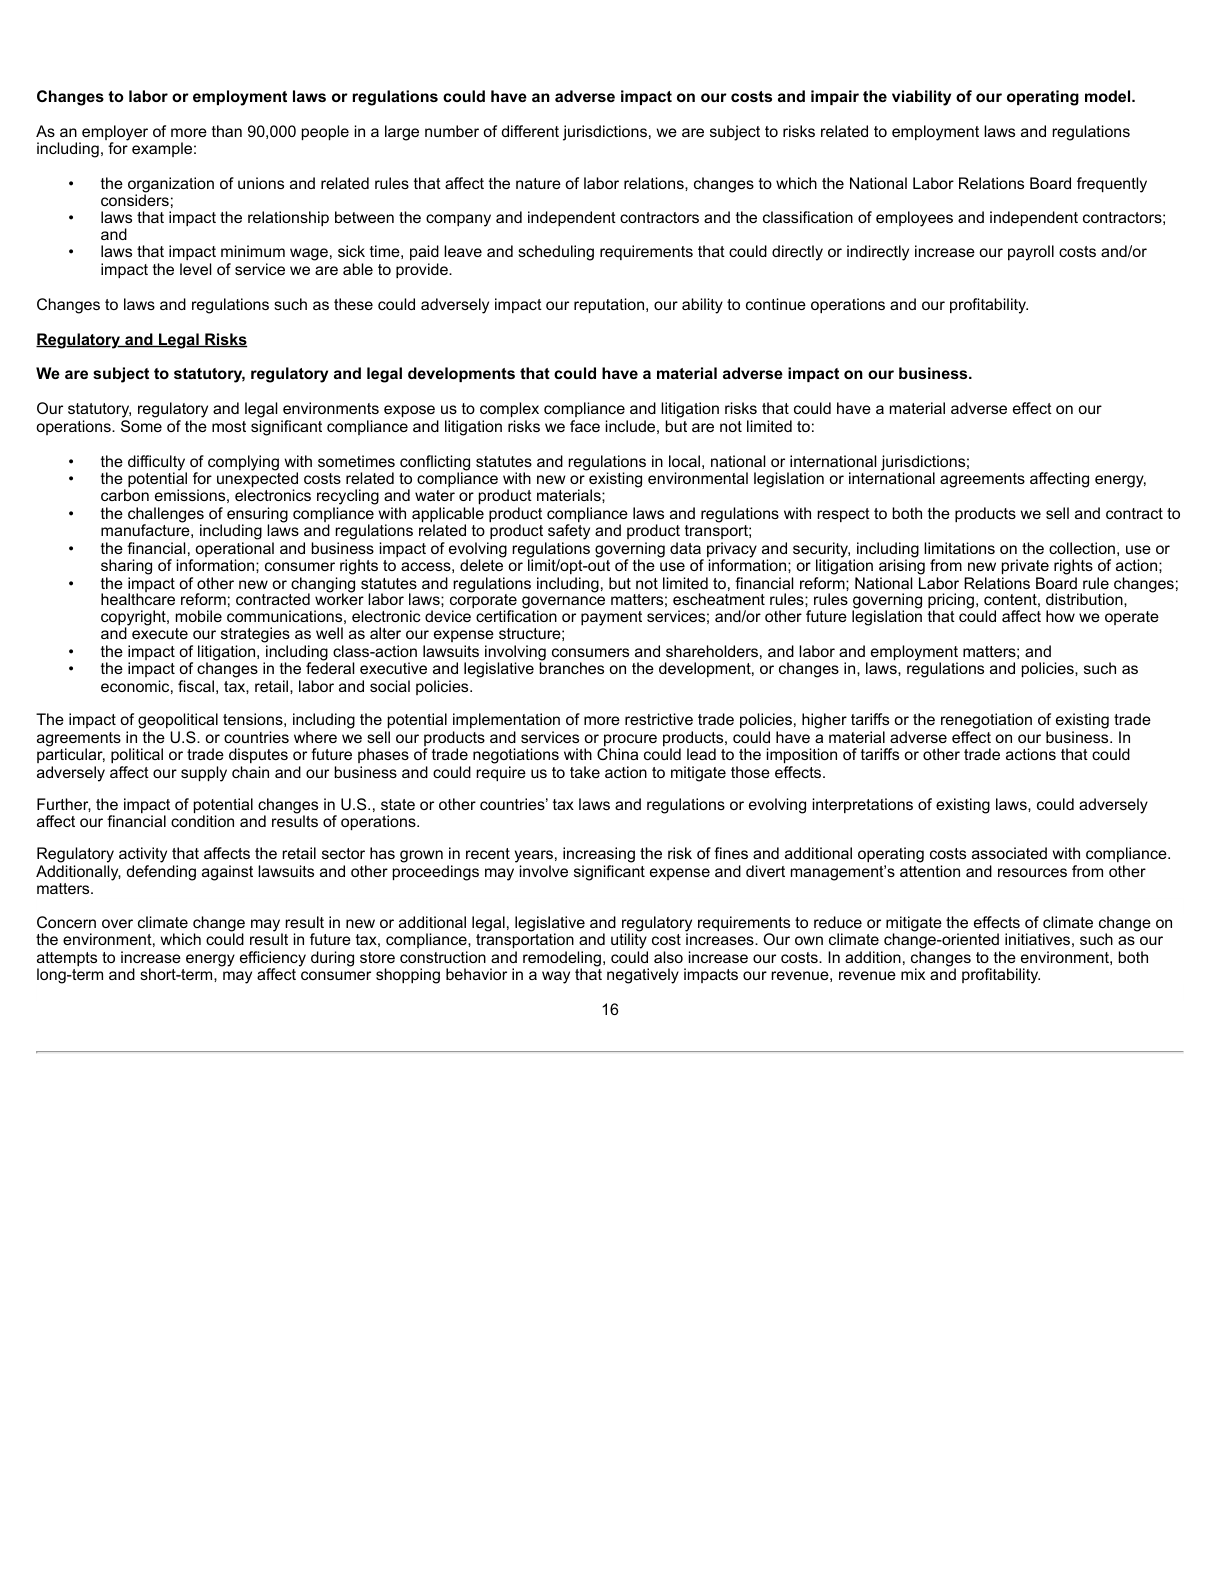 Changes to labor or employment laws or regulations could have an adverse impact on our costs and impair the viability of our operating model.
As an employer of more than 90,000 people in a large number of different jurisdictions, we are subject to risks related to employment laws and regulations
including, for example:
• the organization of unions and related rules that affect the nature of labor relations, changes to which the National Labor Relations Board frequently
considers;
• laws that impact the relationship between the company and independent contractors and the classification of employees and independent contractors;
and
• laws that impact minimum wage, sick time, paid leave and scheduling requirements that could directly or indirectly increase our payroll costs and/or
impact the level of service we are able to provide.
Changes to laws and regulations such as these could adversely impact our reputation, our ability to continue operations and our profitability.
Regulatory and Legal Risks
We are subject to statutory, regulatory and legal developments that could have a material adverse impact on our business.
Our statutory, regulatory and legal environments expose us to complex compliance and litigation risks that could have a material adverse effect on our
operations. Some of the most significant compliance and litigation risks we face include, but are not limited to:
• the difficulty of complying with sometimes conflicting statutes and regulations in local, national or international jurisdictions;
• the potential for unexpected costs related to compliance with new or existing environmental legislation or international agreements affecting energy,
carbon emissions, electronics recycling and water or product materials;
• the challenges of ensuring compliance with applicable product compliance laws and regulations with respect to both the products we sell and contract to
manufacture, including laws and regulations related to product safety and product transport;
• the financial, operational and business impact of evolving regulations governing data privacy and security, including limitations on the collection, use or
sharing of information; consumer rights to access, delete or limit/opt-out of the use of information; or litigation arising from new private rights of action;
• the impact of other new or changing statutes and regulations including, but not limited to, financial reform; National Labor Relations Board rule changes;
healthcare reform; contracted worker labor laws; corporate governance matters; escheatment rules; rules governing pricing, content, distribution,
copyright, mobile communications, electronic device certification or payment services; and/or other future legislation that could affect how we operate
and execute our strategies as well as alter our expense structure;
• the impact of litigation, including class-action lawsuits involving consumers and shareholders, and labor and employment matters; and
• the impact of changes in the federal executive and legislative branches on the development, or changes in, laws, regulations and policies, such as
economic, fiscal, tax, retail, labor and social policies.
The impact of geopolitical tensions, including the potential implementation of more restrictive trade policies, higher tariffs or the renegotiation of existing trade
agreements in the U.S. or countries where we sell our products and services or procure products, could have a material adverse effect on our business. In
particular, political or trade disputes or future phases of trade negotiations with China could lead to the imposition of tariffs or other trade actions that could
adversely affect our supply chain and our business and could require us to take action to mitigate those effects.
Further, the impact of potential changes in U.S., state or other countries’ tax laws and regulations or evolving interpretations of existing laws, could adversely
affect our financial condition and results of operations.
Regulatory activity that affects the retail sector has grown in recent years, increasing the risk of fines and additional operating costs associated with compliance.
Additionally, defending against lawsuits and other proceedings may involve significant expense and divert management’s attention and resources from other
matters.
Concern over climate change may result in new or additional legal, legislative and regulatory requirements to reduce or mitigate the effects of climate change on
the environment, which could result in future tax, compliance, transportation and utility cost increases. Our own climate change-oriented initiatives, such as our
attempts to increase energy efficiency during store construction and remodeling, could also increase our costs. In addition, changes to the environment, both
long-term and short-term, may affect consumer shopping behavior in a way that negatively impacts our revenue, revenue mix and profitability.
16